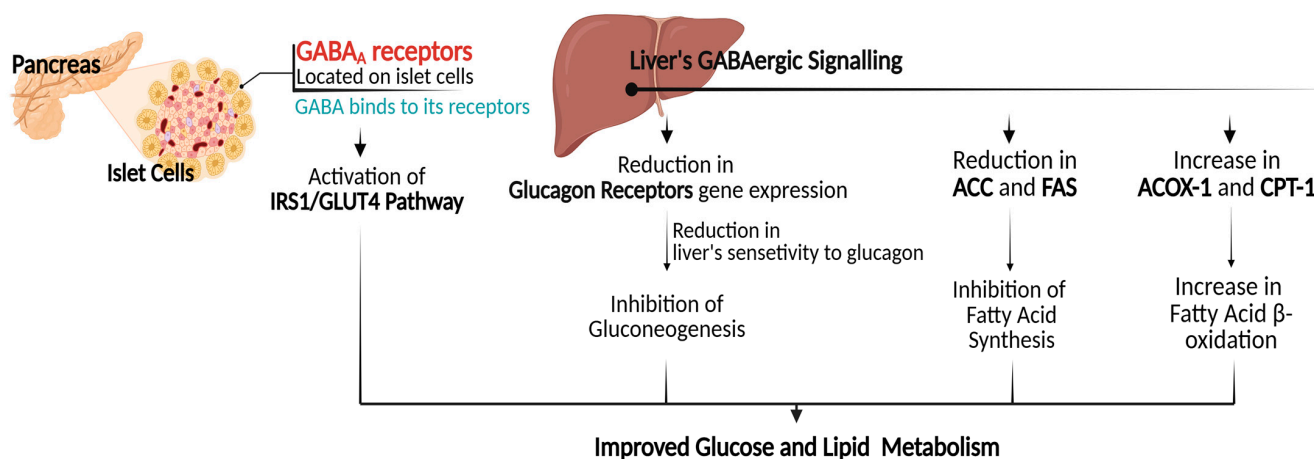 Pancreas
Islet Cells
GABAA receptors
Located on islet cells
GABA binds to its receptors
Activation of
IRS1/GLUT4 Pathway
Liver's GABAergic Signalling
Reduction in
Glucagon Receptors gene expression
Reduction in
liver's sensetivity to glucagon
Inhibition of
Gluconeogenesis
Reduction in
ACC and FAS
Inhibition of
Fatty Acid
Synthesis
Increase in
ACOX-1 and CPT-1
Increase in
Fatty Acid β-
oxidation
Improved Glucose and Lipid Metabolism